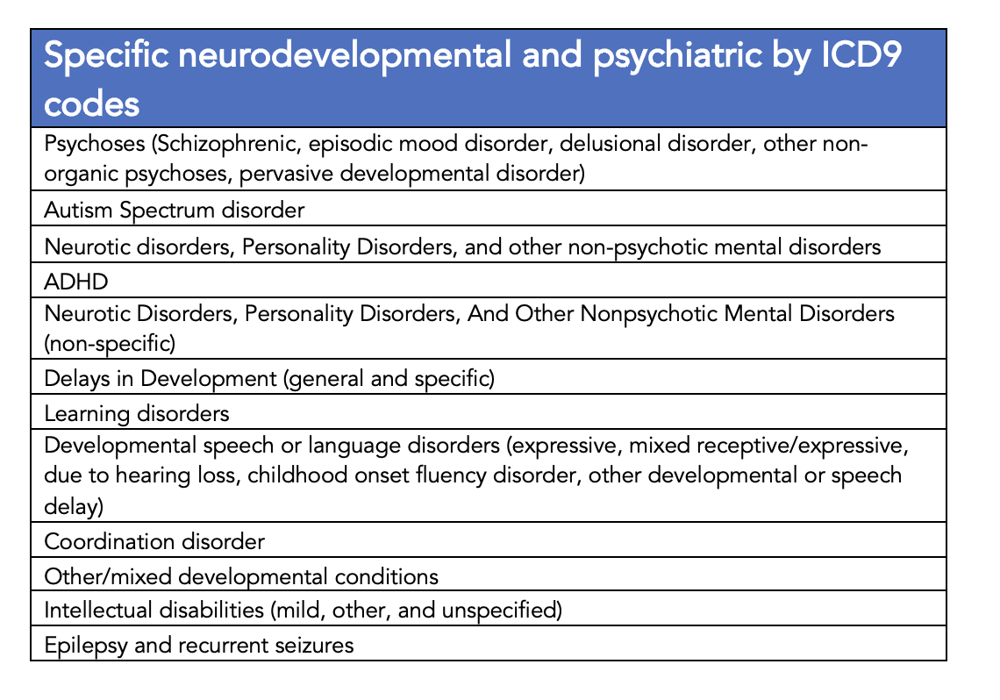 Specific neurodevelopmental and psychiatric by ICD9
codes
Psychoses (Schizophrenic, episodic mood disorder, delusional disorder, other non-
organic psychoses, pervasive developmental disorder)
Autism Spectrum disorder
Neurotic disorders, Personality Disorders, and other non-psychotic mental disorders
ADHD
Neurotic Disorders, Personality Disorders, And Other Nonpsychotic Mental Disorders
(non-specific)
Delays in Development (general and specific)
Learning disorders
Developmental speech or language disorders (expressive, mixed receptive/expressive,
due to hearing loss, childhood onset fluency disorder, other developmental or speech
delay)
Coordination disorder
Other/mixed developmental conditions
Intellectual disabilities (mild, other, and unspecified)
Epilepsy and recurrent seizures